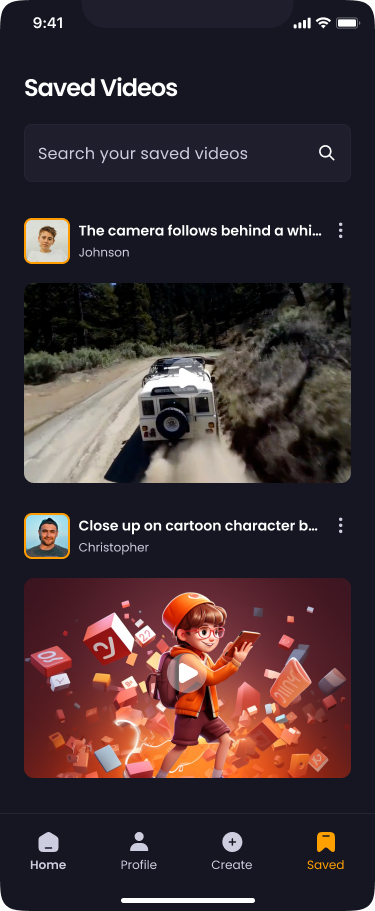 9:41
Saved Videos
Search your saved videos
The camera follows behind a whi...
Johnson
Close up on cartoon character b...
Christopher
Home
Profile
Create
Saved